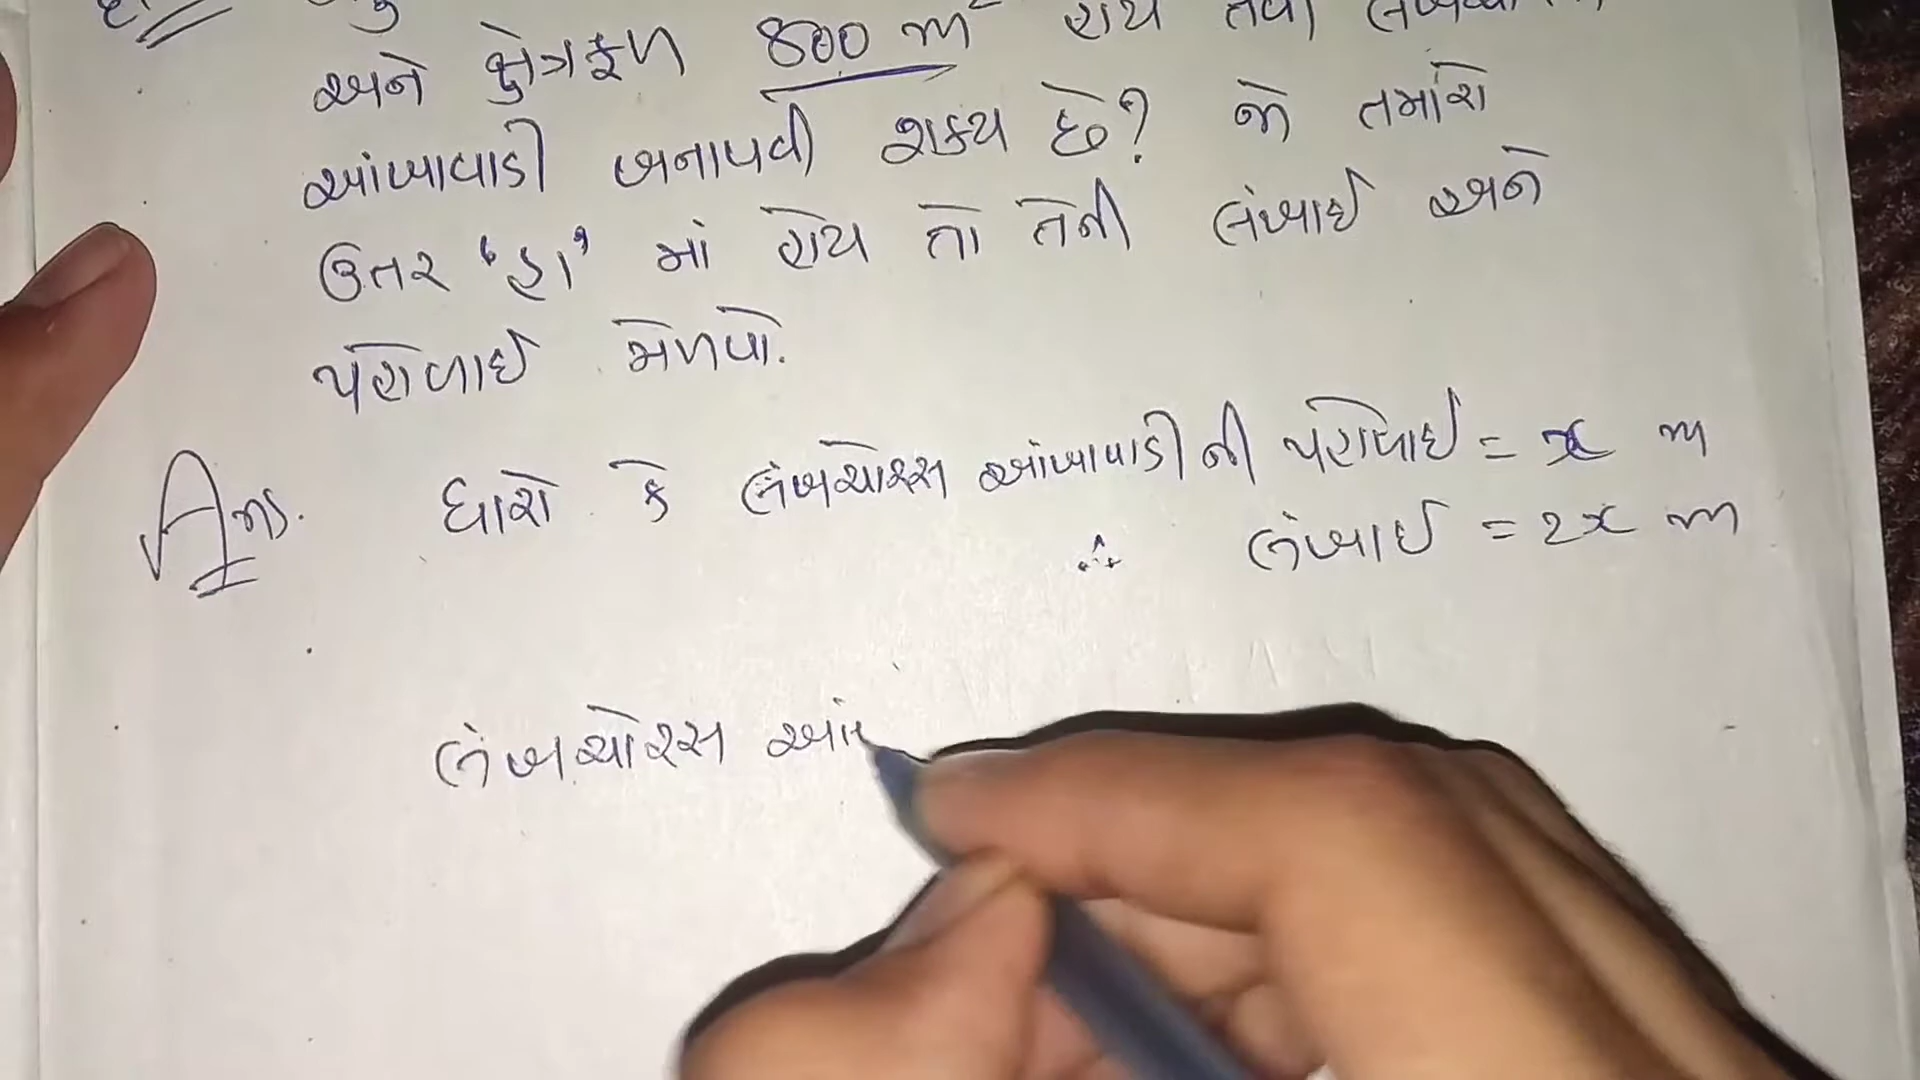 અને ક્ષેત્રફળ 800 m² હોય તેવી
આંબાવાડી બનાવવી શક્ય છે? જો તમારો
ઉત્તર 'હા' માં હોય તો તેની લંબાઈ અને
પહોળાઈ મેળવો.
Ans. ધારો કે લંબચોરસ આંબાવાડી ની પહોળાઈ = x m
∴ લંબાઈ = 2x m
લંબચોરસ આં